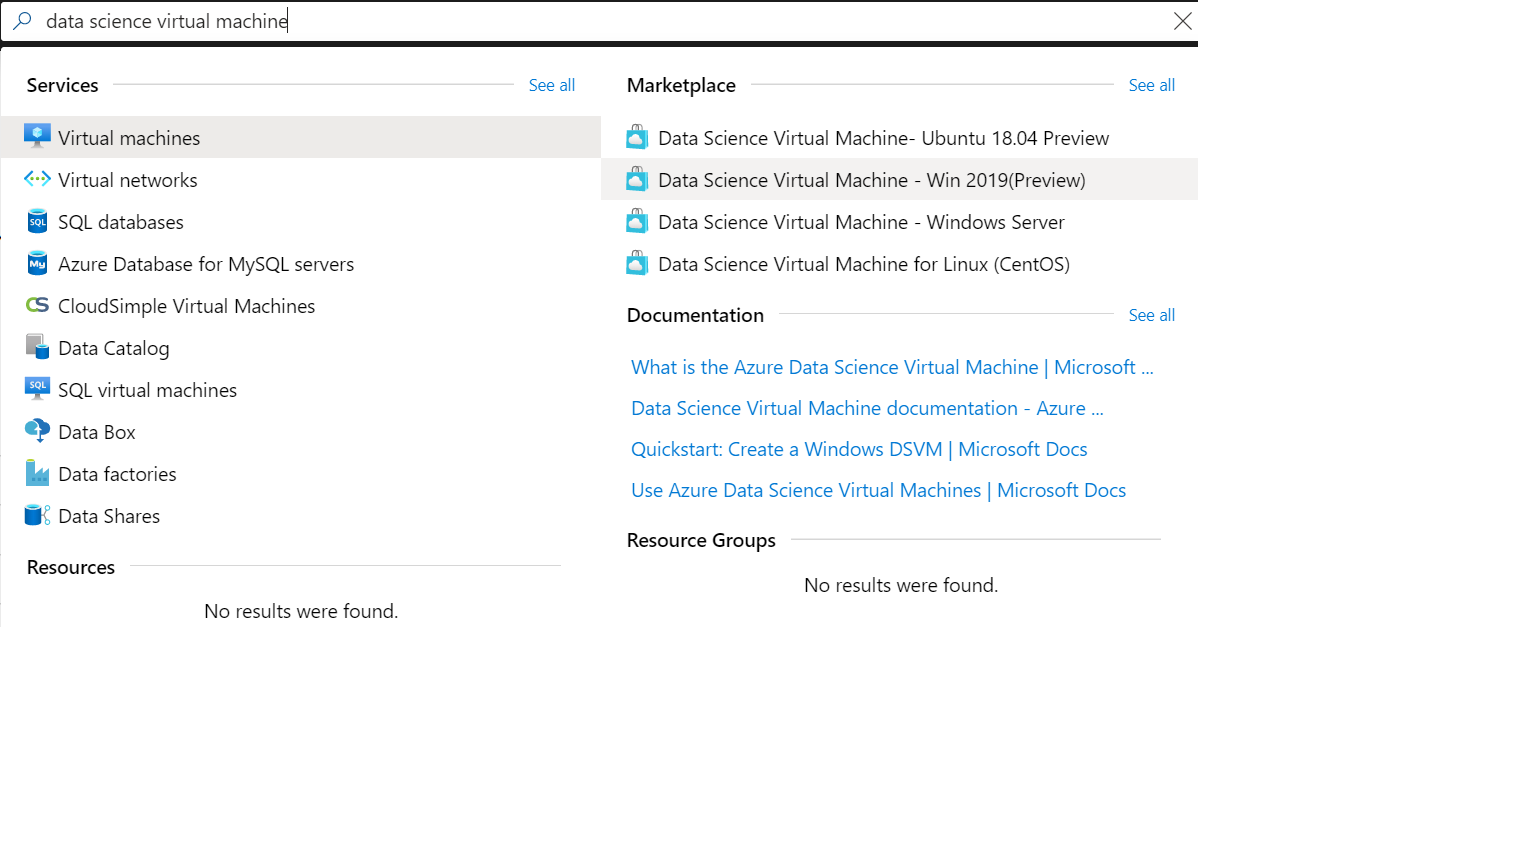 data science virtual machine
Services See all
Virtual machines
Virtual networks
SQL SQL databases
My Azure Database for MySQL servers
CS CloudSimple Virtual Machines
Data Catalog
SQL SQL virtual machines
Data Box
Data factories
Data Shares
Resources
No results were found.
Marketplace See all
Data Science Virtual Machine- Ubuntu 18.04 Preview
Data Science Virtual Machine - Win 2019(Preview)
Data Science Virtual Machine - Windows Server
Data Science Virtual Machine for Linux (CentOS)
Documentation See all
What is the Azure Data Science Virtual Machine | Microsoft ...
Data Science Virtual Machine documentation - Azure ...
Quickstart: Create a Windows DSVM | Microsoft Docs
Use Azure Data Science Virtual Machines | Microsoft Docs
Resource Groups
No results were found.